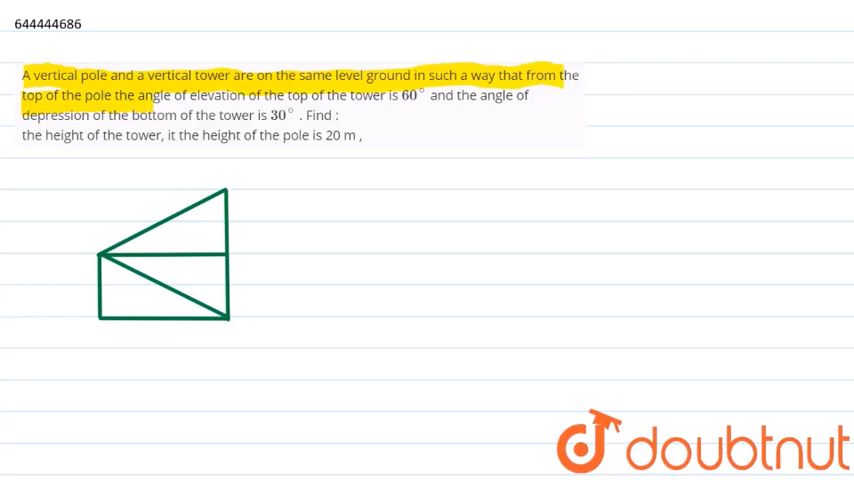 644444686
A vertical pole and a vertical tower are on the same level ground in such a way that from the
top of the pole the angle of elevation of the top of the tower is 60° and the angle of
depression of the bottom of the tower is 30° . Find :
the height of the tower, it the height of the pole is 20 m ,
doubtnut